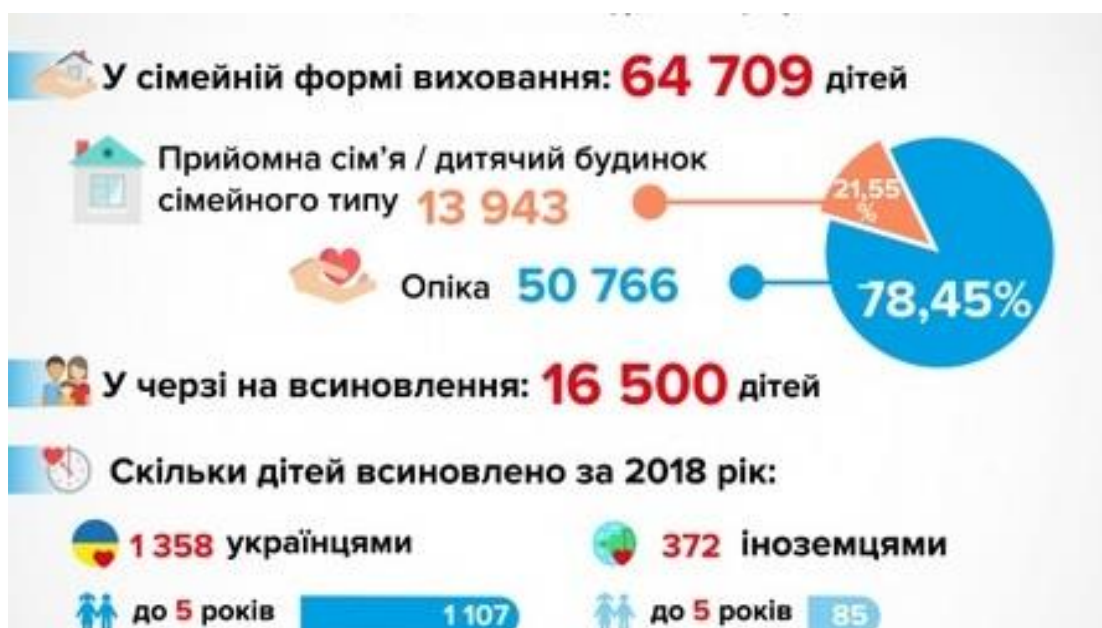 У сімейній формі виховання: 64 709 дітей
Прийомна сім’я / дитячий будинок
сімейного типу 13 943
21,55
%
Опіка 50 766
78,45%
У черзі на всиновлення: 16 500 дітей
Скільки дітей всиновлено за 2018 рік:
1 358 українцями
372 іноземцями
до 5 років 1 107
до 5 років 85